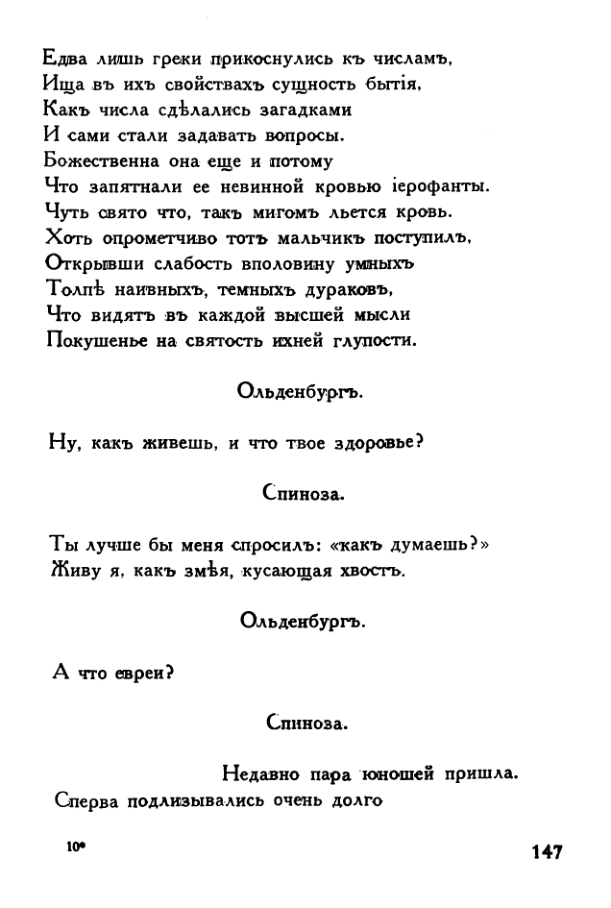 Едва лишь греки прикоснулись къ числамъ,
Ища въ ихъ свойствахъ сущность бытія,
Какъ числа сдѣлались загадками
И сами стали задавать вопросы.
Божественна она еще и потому
Что запятнали ее невинной кровью іерофанты.
Чуть свято что, такъ мигомъ льется кровь.
Хоть опрометчиво тотъ мальчикъ поступилъ,
Открывши слабость вполовину умныхъ
Толпѣ наивныхъ, темныхъ дураковъ,
Что видятъ въ каждой высшей мысли
Покушенье на святость ихней глупости.
Ольденбургъ.
Ну, какъ живешь, и что твое здоровье?
Спиноза.
Ты лучше бы меня спросилъ: «какъ думаешь?»
Живу я, какъ змѣя, кусающая хвостъ.
Ольденбургъ.
А что евреи?
Спиноза.
Недавно пара юношей пришла.
Сперва подлизывались очень долго
10*
147